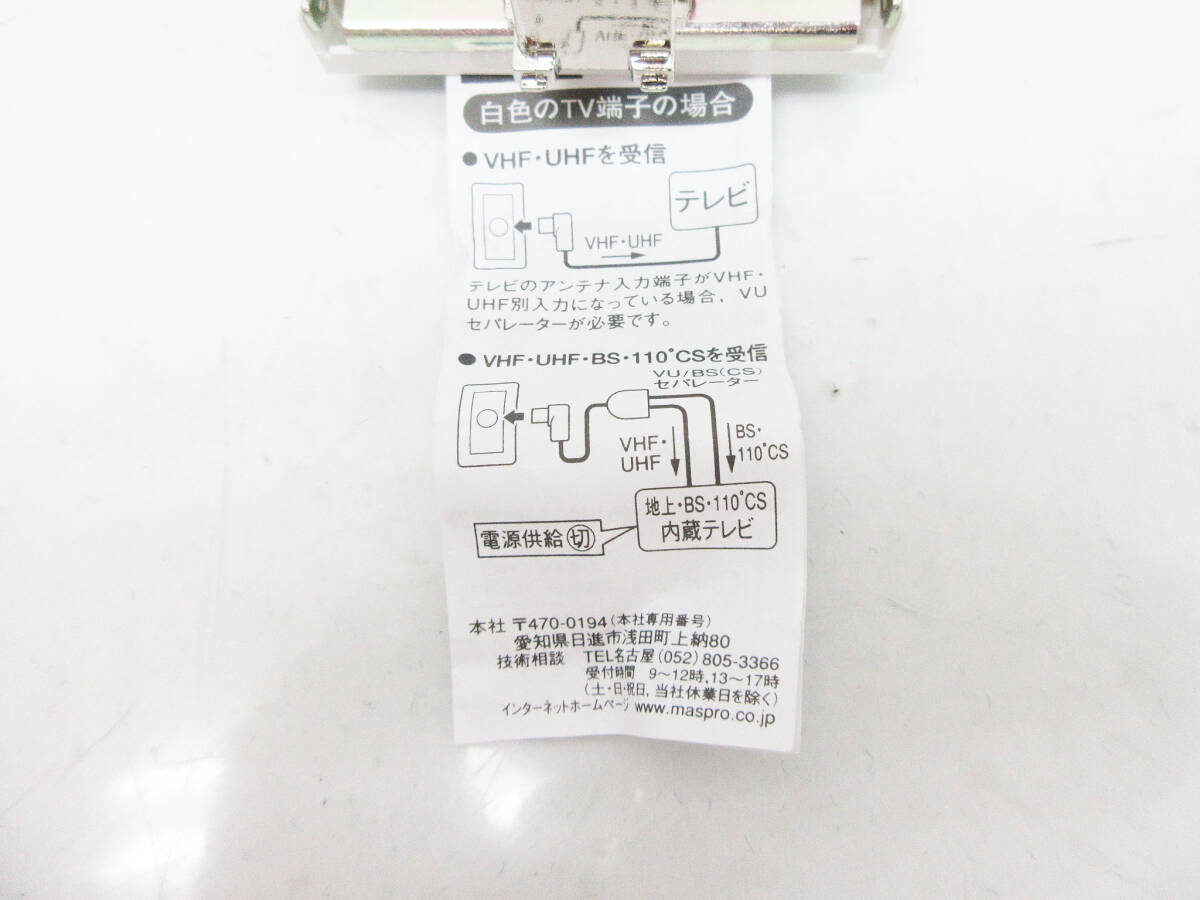 白色のTV端子の場合
●VHF・UHFを受信
テレビ
VHF・UHF
テレビのアンテナ入力端子がVHF・
UHF別入力になっている場合，VU
セパレーターが必要です。
●VHF・UHF・BS・110°CSを受信
VU/BS(CS)
セパレーター
VHF・
UHF
BS・
110°CS
地上・BS・110°CS
内蔵テレビ
電源供給切
本社 〒470-0194(本社専用番号)
愛知県日進市浅田町上納80
技術相談 TEL名古屋(052)805-3366
受付時間 9〜12時,13〜17時
(土・日・祝日, 当社休業日を除く)
インターネットホームページ www.maspro.co.jp